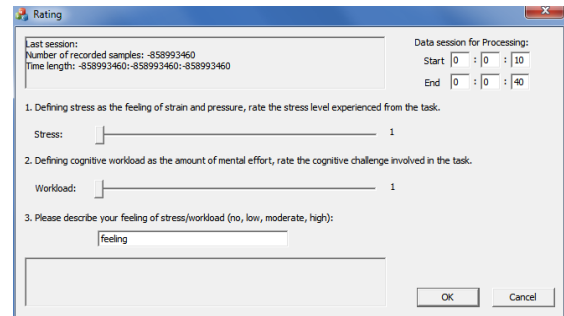 Rating
Last session:
Number of recorded samples: -858993460
Time length: -858993460:-858993460:-858993460
Data session for Processing:
Start 0 : 0 : 10
End 0 : 0 : 40
1. Defining stress as the feeling of strain and pressure, rate the stress level experienced from the task.
Stress: 1
2. Defining cognitive workload as the amount of mental effort, rate the cognitive challenge involved in the task.
Workload: 1
3. Please describe your feeling of stress/workload (no, low, moderate, high):
feeling
OK Cancel